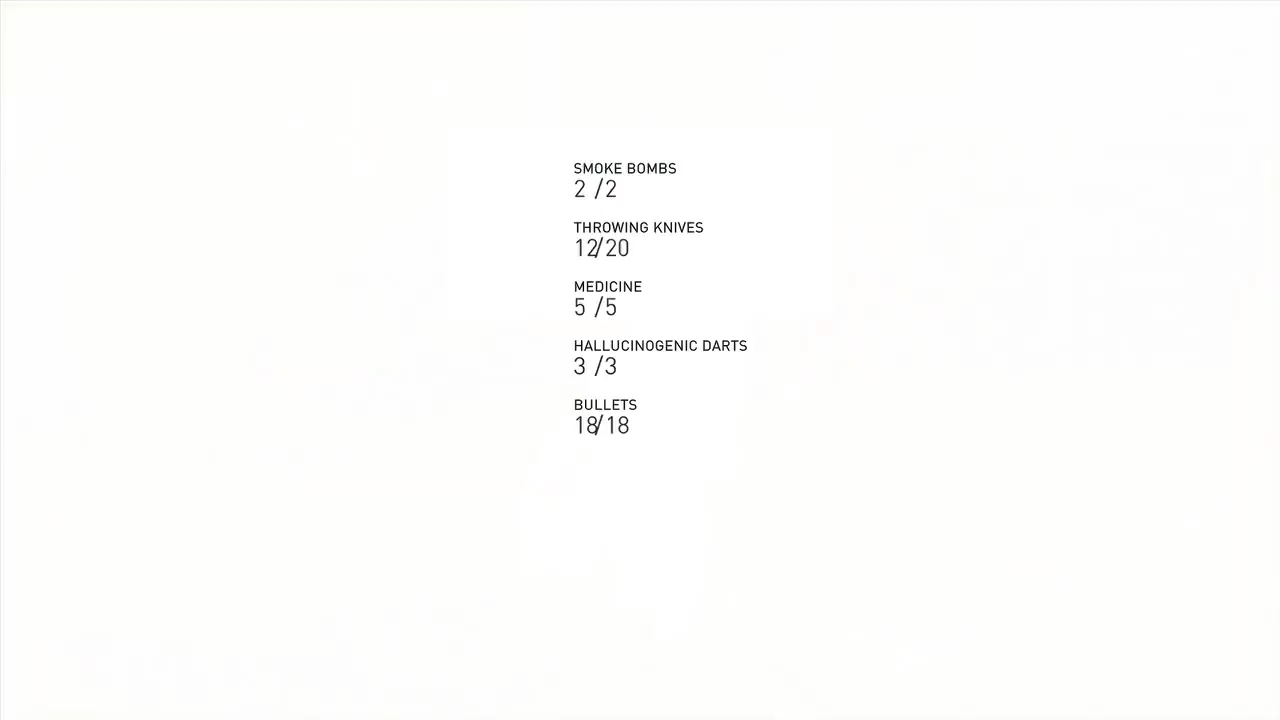 SMOKE BOMBS
2 /2
THROWING KNIVES
12/20
MEDICINE
5 /5
HALLUCINOGENIC DARTS
3 /3
BULLETS
18/18